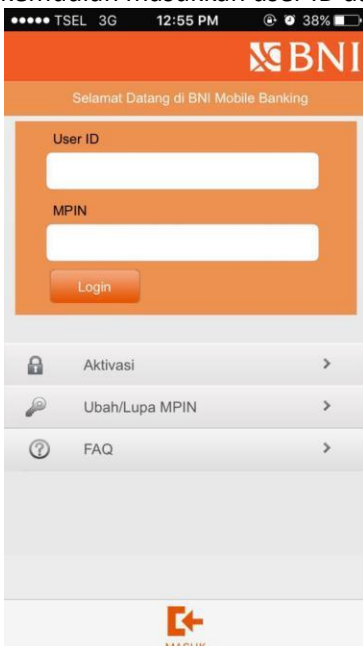 TSEL 3G 12:55 PM 38%
BNI
Selamat Datang di BNI Mobile Banking
User ID
MPIN
Login
Aktivasi
Ubah/Lupa MPIN
FAQ